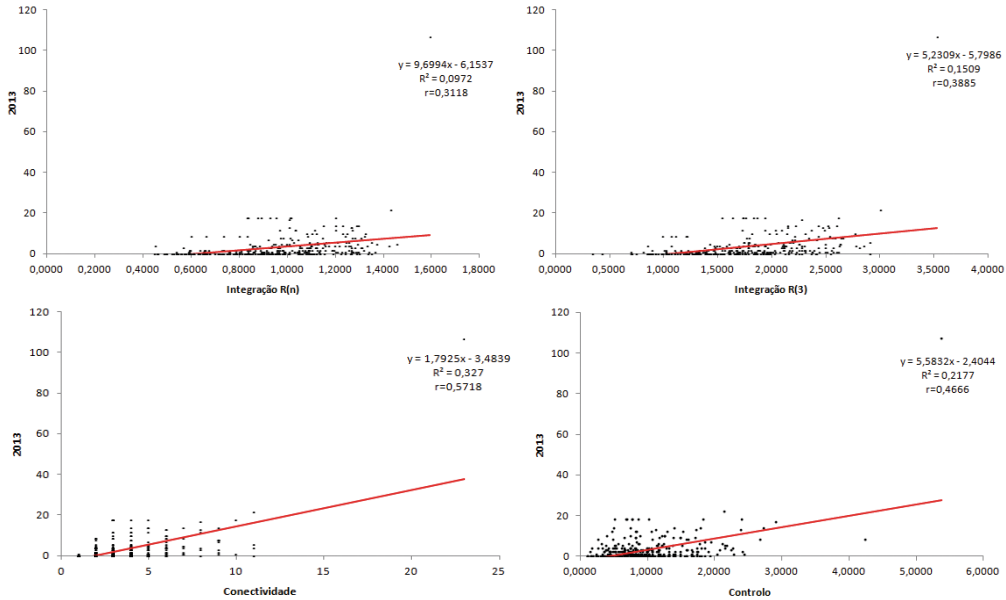 120
100
80
60
40
20
0
2013
y = 9,6994x - 6,1537
R² = 0,0972
r=0,3118
0,0000 0,2000 0,4000 0,6000 0,8000 1,0000 1,2000 1,4000 1,6000 1,8000
Integração R(n)
120
100
80
60
40
20
0
2013
y = 5,2309x - 5,7986
R² = 0,1509
r=0,3885
0,0000 0,5000 1,0000 1,5000 2,0000 2,5000 3,0000 3,5000 4,0000
Integração R(3)
120
100
80
60
40
20
0
2013
y = 1,7925x - 3,4839
R² = 0,327
r=0,5718
0 5 10 15 20 25
Conectividade
120
100
80
60
40
20
0
2013
y = 5,5832x - 2,4044
R² = 0,2177
r=0,4666
0,0000 1,0000 2,0000 3,0000 4,0000 5,0000 6,0000
Controlo